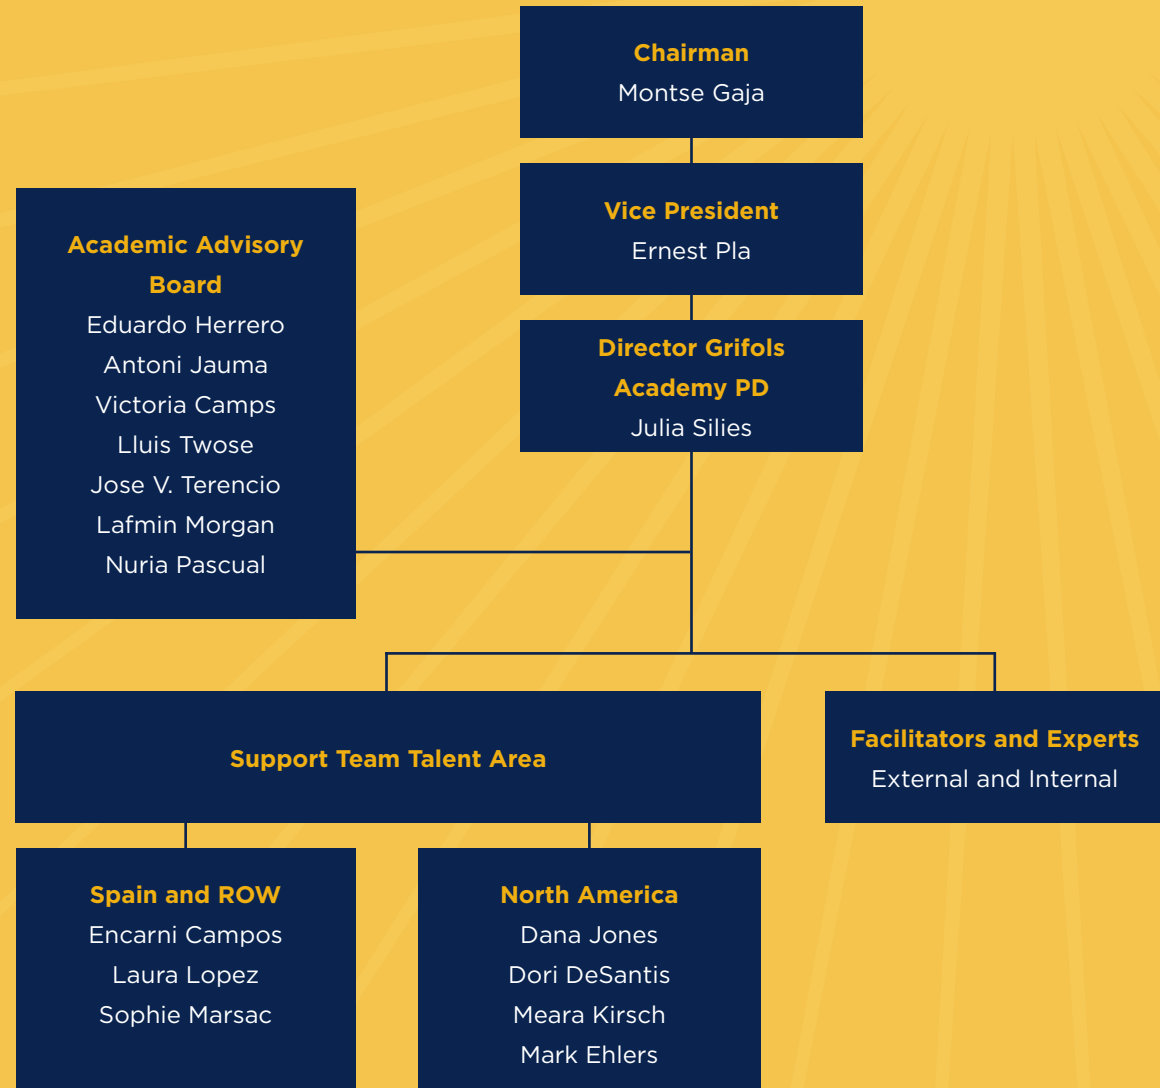 Chairman
Montse Gaja
Vice President
Ernest Pla
Academic Advisory
Board
Eduardo Herrero
Antoni Jauma
Victoria Camps
Lluis Twose
Jose V. Terencio
Lafmin Morgan
Nuria Pascual
Director Grifols
Academy PD
Julia Silies
Support Team Talent Area
Facilitators and Experts
External and Internal
Spain and ROW
Encarni Campos
Laura Lopez
Sophie Marsac
North America
Dana Jones
Dori DeSantis
Meara Kirsch
Mark Ehlers